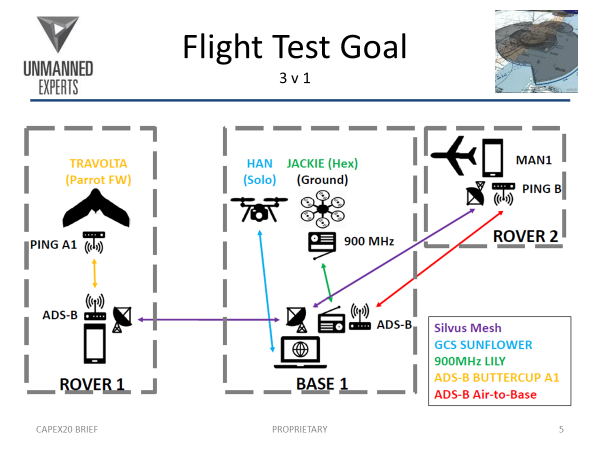 UNMANNED
EXPERTS
Flight Test Goal
3 v 1
TRAVOLTA
(Parrot FW)
PING A1
ADS-B
ROVER 1
HAN
(Solo)
JACKIE (Hex)
(Ground)
900 MHz
ADS-B
BASE 1
MAN1
PING B
ROVER 2
Silvus Mesh
GCS SUNFLOWER
900MHz LILY
ADS-B BUTTERCUP A1
ADS-B Air-to-Base
CAPEX20 BRIEF
PROPRIETARY
5